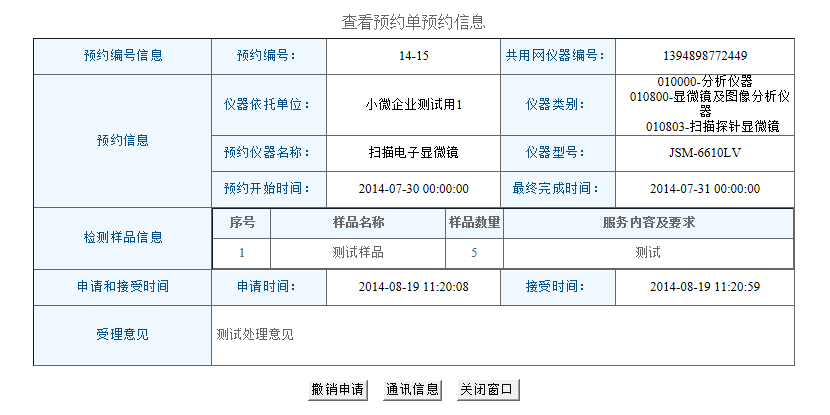 查看预约单预约信息
预约编号信息 预约编号： 14-15 共用网仪器编号： 1394898772449
预约信息
仪器依托单位： 小微企业测试用1 仪器类别： 010000-分析仪器
010800-显微镜及图像分析仪
器
010803-扫描探针显微镜
预约仪器名称： 扫描电子显微镜 仪器型号： JSM-6610LV
预约开始时间： 2014-07-30 00:00:00 最终完成时间： 2014-07-31 00:00:00
检测样品信息
序号 样品名称 样品数量 服务内容及要求
1 测试样品 5 测试
申请和接受时间 申请时间： 2014-08-19 11:20:08 接受时间： 2014-08-19 11:20:59
受理意见 测试处理意见
撤销申请 通讯信息 关闭窗口